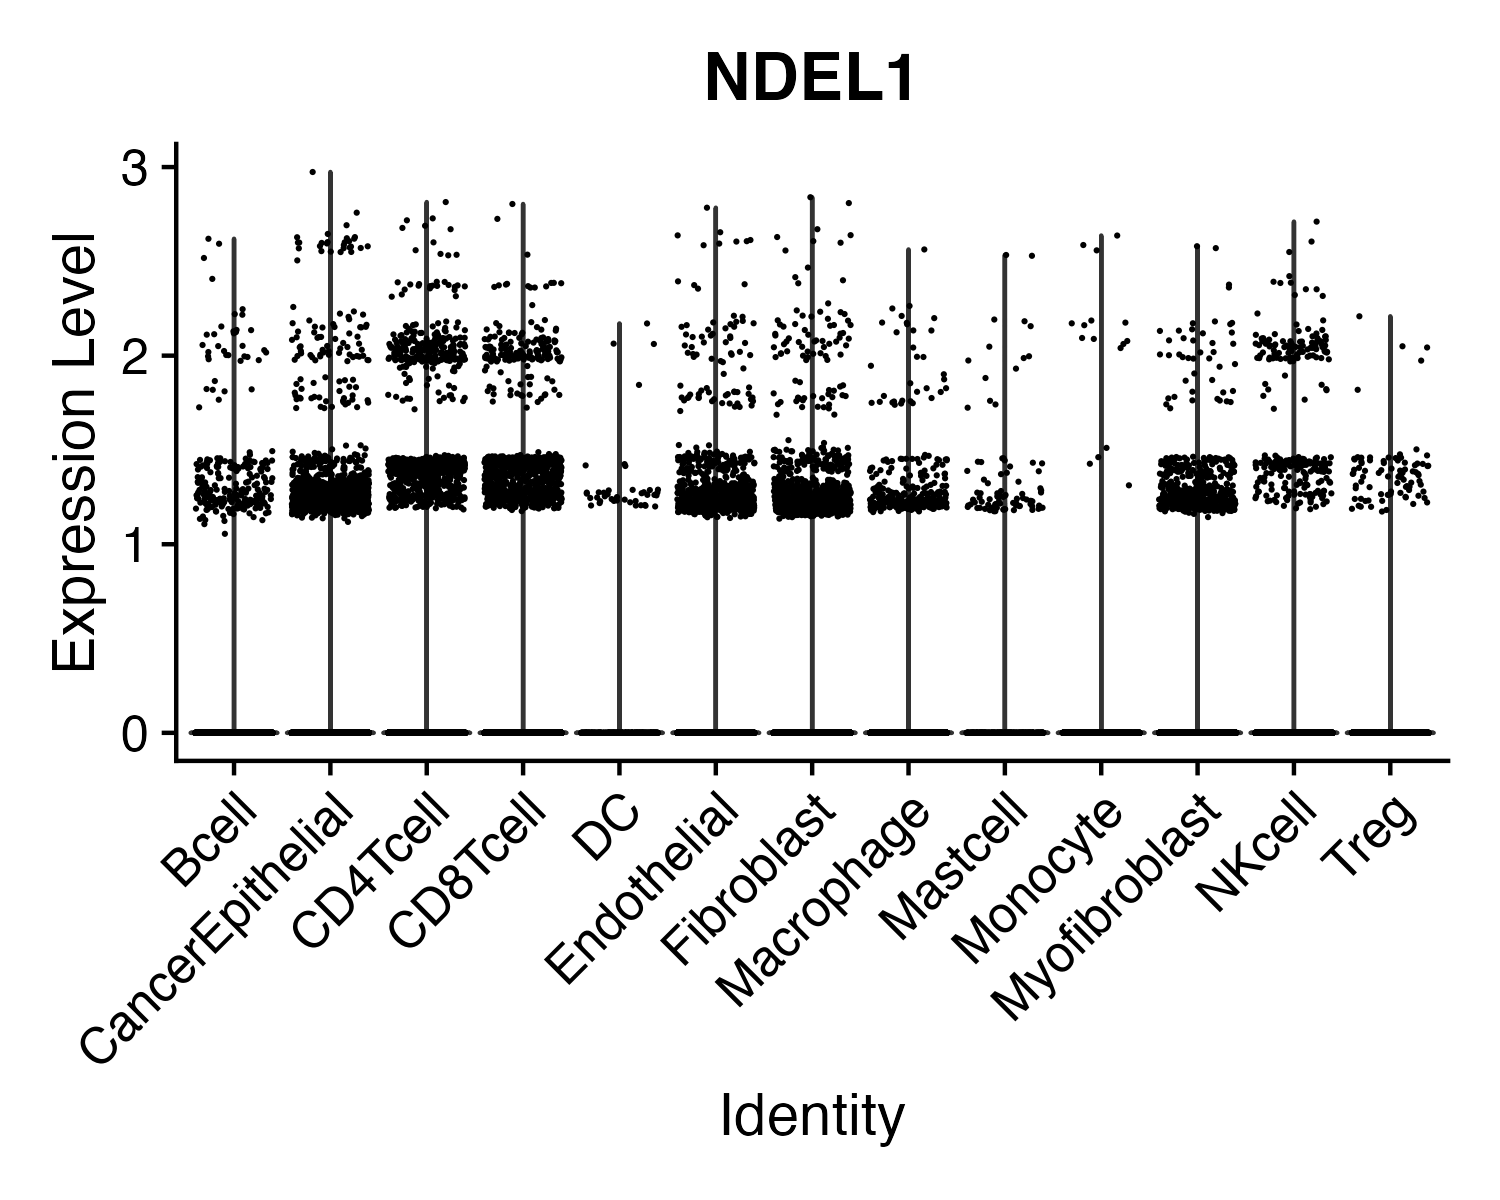 NDEL1
Expression Level
3
2
1
0
Bcell
CancerEpithelial
CD4Tcell
CD8Tcell
DC
Endothelial
Fibroblast
Macrophage
Mastcell
Monocyte
Myofibroblast
NKcell
Treg
Identity